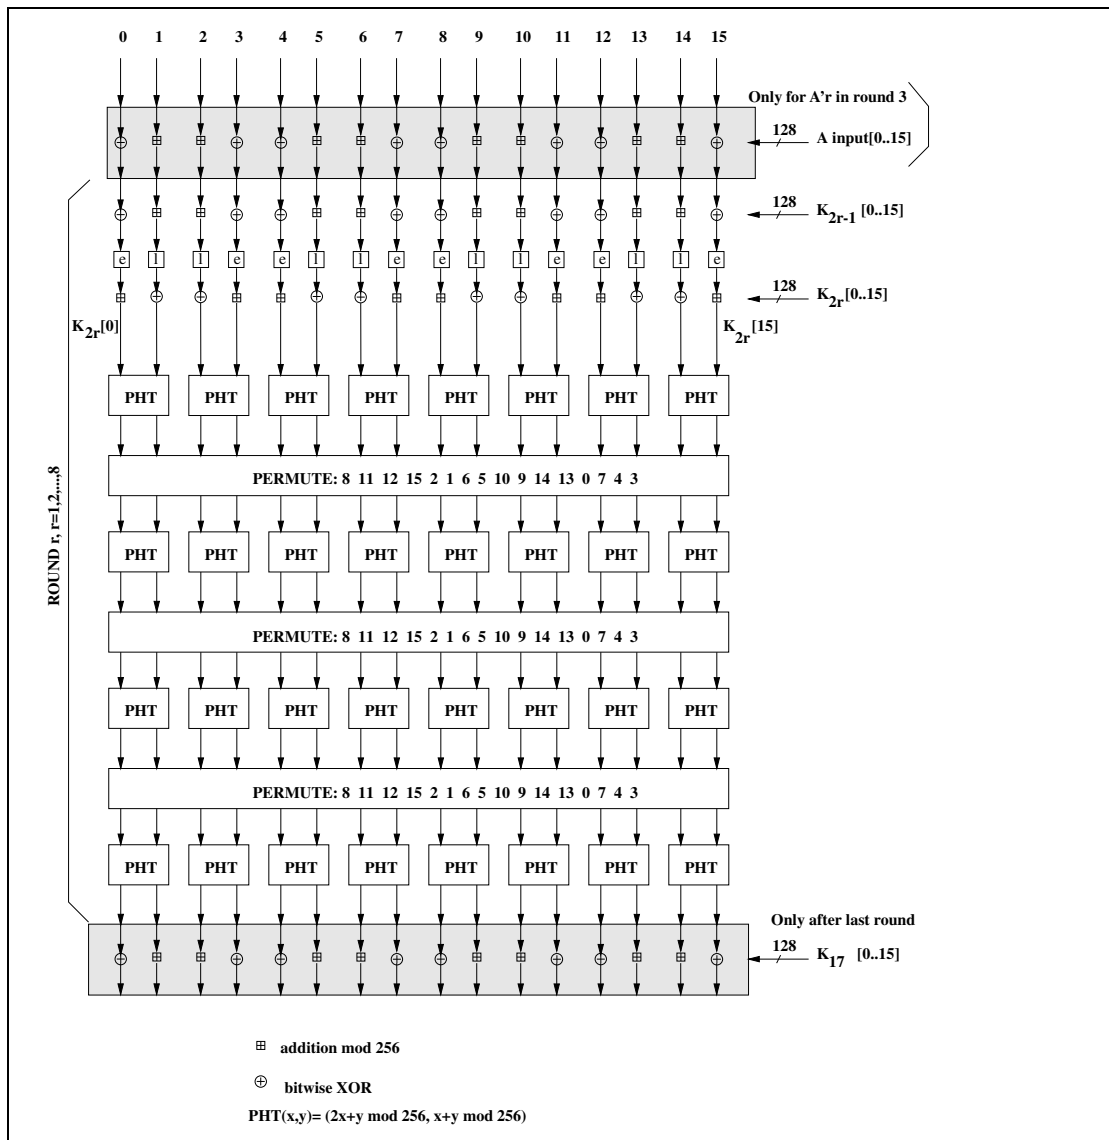 0 1 2 3 4 5 6 7 8 9 10 11 12 13 14 15
Only for A'r in round 3
128 A input[0..15]
128 K2r-1 [0..15]
e l l e e l l e e l l e e l l e
128 K2r [0..15]
K2r[0] K2r [15]
PHT PHT PHT PHT PHT PHT PHT PHT
PERMUTE: 8 11 12 15 2 1 6 5 10 9 14 13 0 7 4 3
PHT PHT PHT PHT PHT PHT PHT PHT
ROUND r, r=1,2,...,8
PERMUTE: 8 11 12 15 2 1 6 5 10 9 14 13 0 7 4 3
PHT PHT PHT PHT PHT PHT PHT PHT
PERMUTE: 8 11 12 15 2 1 6 5 10 9 14 13 0 7 4 3
PHT PHT PHT PHT PHT PHT PHT PHT
Only after last round
128 K17 [0..15]
addition mod 256
bitwise XOR
PHT(x,y)= (2x+y mod 256, x+y mod 256)